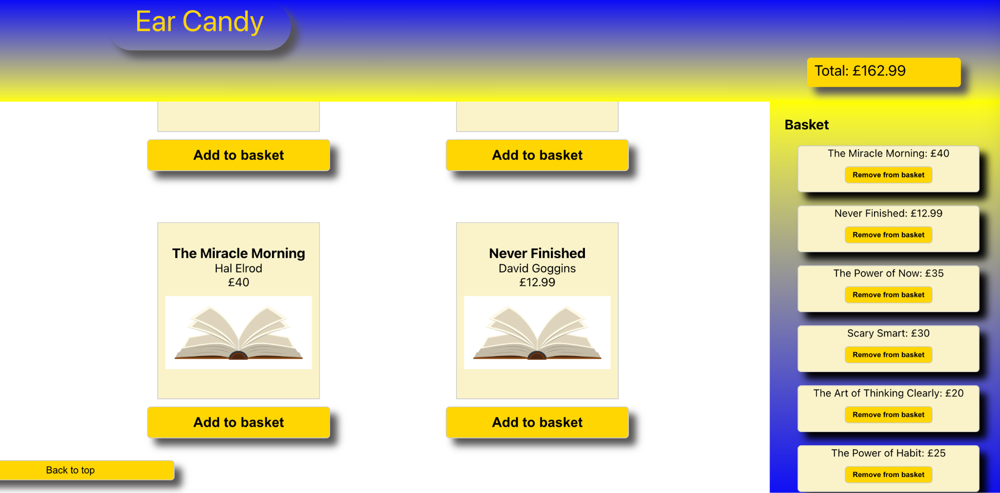 Ear Candy
Total: £162.99
Add to basket
Add to basket
The Miracle Morning
Hal Elrod
£40
Never Finished
David Goggins
£12.99
Add to basket
Add to basket
Back to top
Basket
The Miracle Morning: £40
Remove from basket
Never Finished: £12.99
Remove from basket
The Power of Now: £35
Remove from basket
Scary Smart: £30
Remove from basket
The Art of Thinking Clearly: £20
Remove from basket
The Power of Habit: £25
Remove from basket